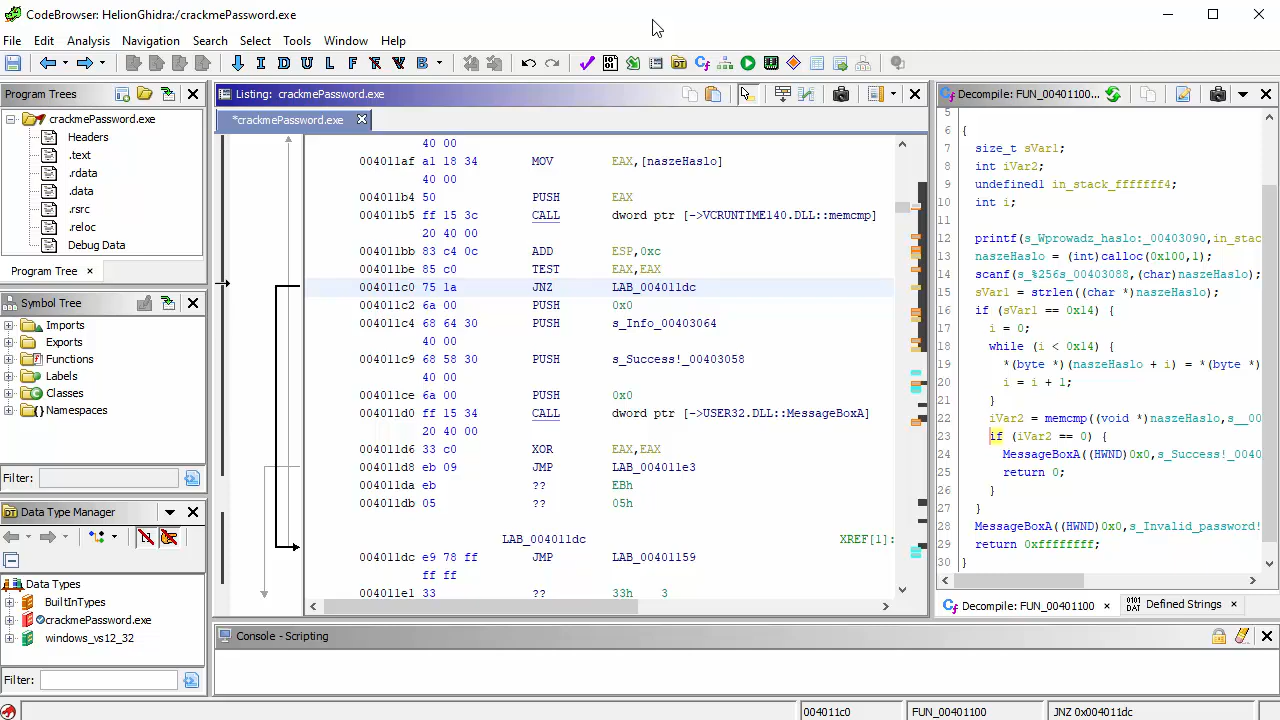 CodeBrowser: HelionGhidra:/crackmePassword.exe
File Edit Analysis Navigation Search Select Tools Window Help
I D U L F F V B
Program Trees
crackmePassword.exe
Headers
.text
.rdata
.data
.rsrc
.reloc
Debug Data
Program Tree ×
Symbol Tree
Imports
Exports
Functions
Labels
Classes
Namespaces
Filter:
Data Type Manager
Data Types
BuiltInTypes
crackmePassword.exe
windows_vs12_32
Filter:
Listing: crackmePassword.exe
*crackmePassword.exe
40 00
004011af a1 18 34 MOV EAX,[naszeHaslo]
40 00
004011b4 50 PUSH EAX
004011b5 ff 15 3c CALL dword ptr [->VCRUNTIME140.DLL::memcmp]
20 40 00
004011bb 83 c4 0c ADD ESP,0xc
004011be 85 c0 TEST EAX,EAX
004011c0 75 1a JNZ LAB_004011dc
004011c2 6a 00 PUSH 0x0
004011c4 68 64 30 PUSH s_Info_00403064
40 00
004011c9 68 58 30 PUSH s_Success!_00403058
40 00
004011ce 6a 00 PUSH 0x0
004011d0 ff 15 34 CALL dword ptr [->USER32.DLL::MessageBoxA]
20 40 00
004011d6 33 c0 XOR EAX,EAX
004011d8 eb 09 JMP LAB_004011e3
004011da eb ?? EBh
004011db 05 ?? 05h
LAB_004011dc XREF[1]:
004011dc e9 78 ff JMP LAB_00401159
ff ff
004011e1 33 ?? 33h 3
Decompile: FUN_00401100...
5
6 {
7 size_t sVar1;
8 int iVar2;
9 undefined1 in_stack_fffffff4;
10 int i;
11
12 printf(s_Wprowadz_haslo:_00403090,in_stac
13 naszeHaslo = (int)calloc(0x100,1);
14 scanf(s_%256s_00403088,(char)naszeHaslo);
15 sVar1 = strlen((char *)naszeHaslo);
16 if (sVar1 == 0x14) {
17 i = 0;
18 while (i < 0x14) {
19 *(byte *)(naszeHaslo + i) = *(byte *)
20 i = i + 1;
21 }
22 iVar2 = memcmp((void *)naszeHaslo,s__00
23 if (iVar2 == 0) {
24 MessageBoxA((HWND)0x0,s_Success!_0040
25 return 0;
26 }
27 }
28 MessageBoxA((HWND)0x0,s_Invalid_password!
29 return 0xffffffff;
30 }
Decompile: FUN_00401100 × Defined Strings ×
Console - Scripting
004011c0 FUN_00401100 JNZ 0x004011dc